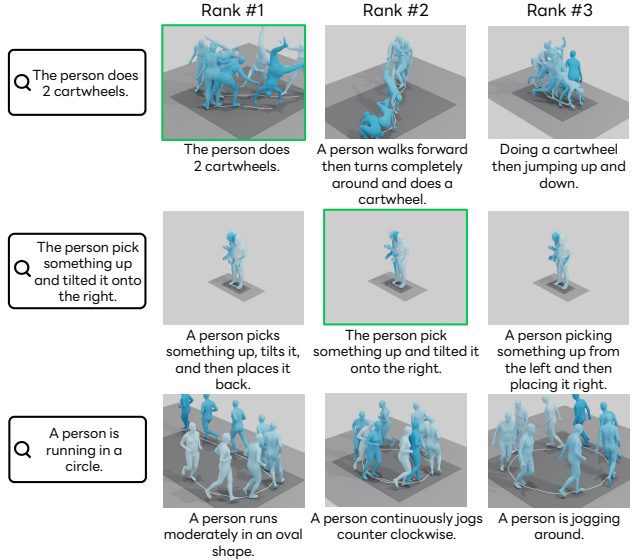 Rank #1
Rank #2
Rank #3
The person does
2 cartwheels.
The person does
2 cartwheels.
A person walks forward
then turns completely
around and does a
cartwheel.
Doing a cartwheel
then jumping up and
down.
The person pick
something up
and tilted it onto
the right.
A person picks
something up, tilts it,
and then places it
back.
The person pick
something up and tilted it
onto the right.
A person picking
something up from
the left and then
placing it right.
A person is
running in a
circle.
A person runs
moderately in an oval
shape.
A person continuously jogs
counter clockwise.
A person is jogging
around.